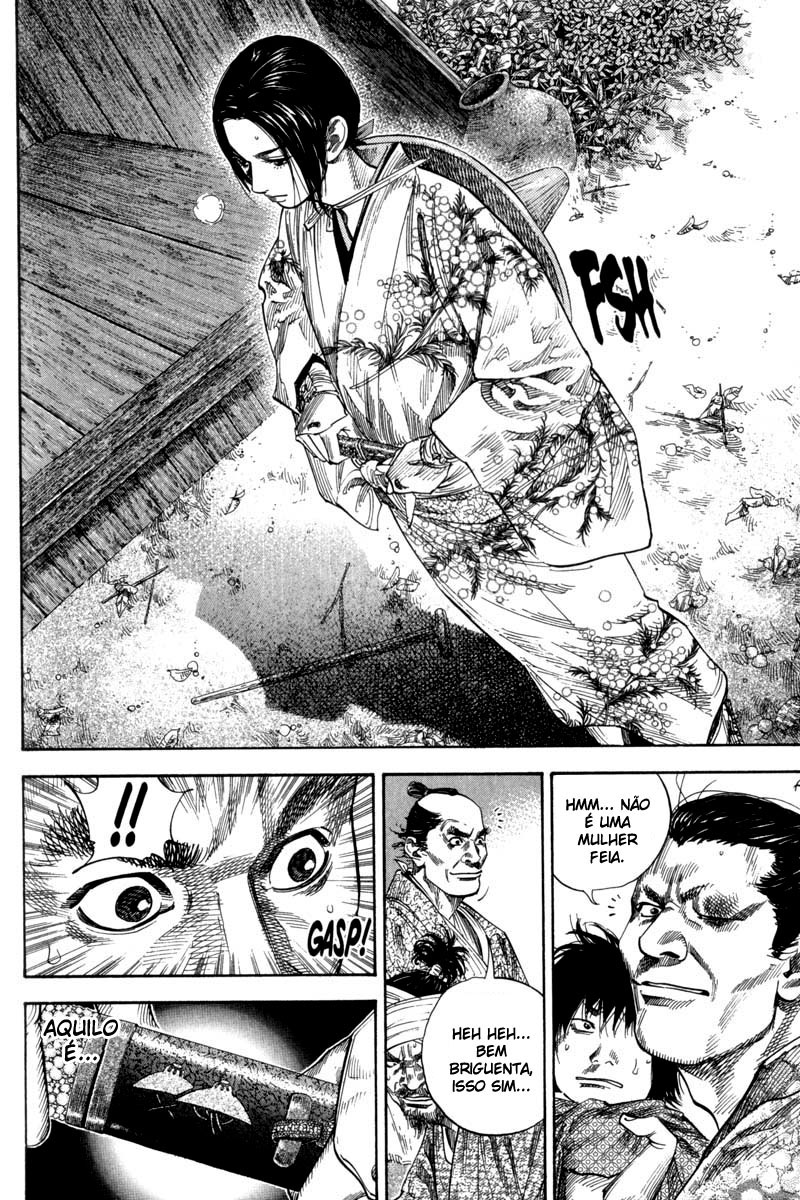 FSH
HMM... NÃO
É UMA
MULHER
FEIA.
HEH HEH...
BEM
BRIGUENTA,
ISSO SIM...
!!
GASP!
AQUILO
É...